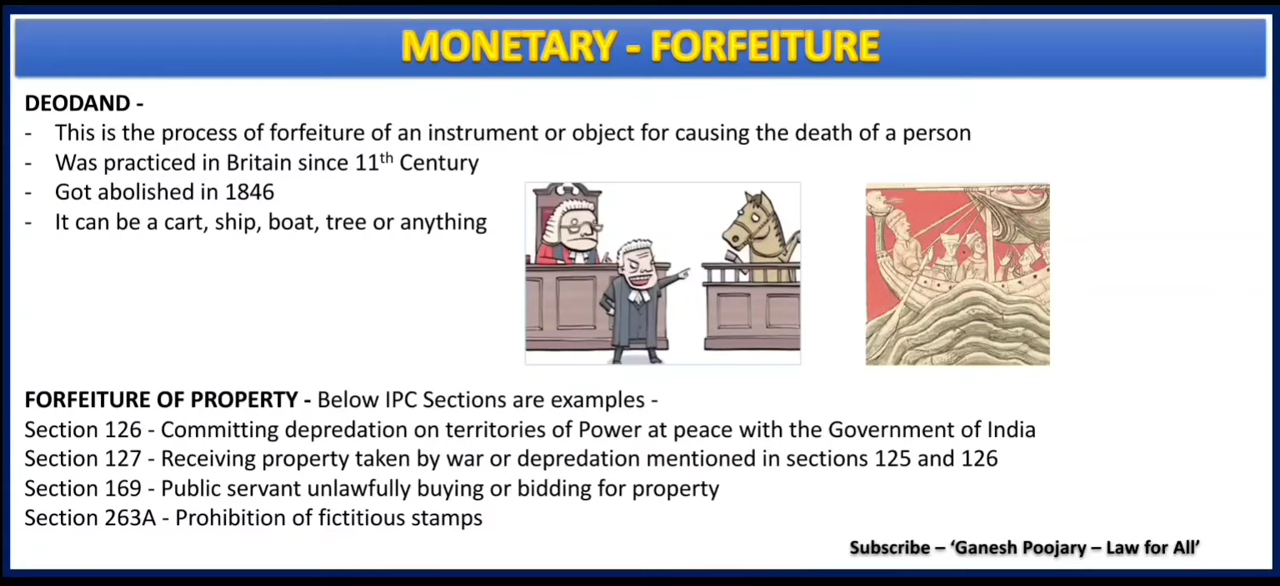 MONETARY - FORFEITURE
DEODAND -
- This is the process of forfeiture of an instrument or object for causing the death of a person
- Was practiced in Britain since 11th Century
- Got abolished in 1846
- It can be a cart, ship, boat, tree or anything
FORFEITURE OF PROPERTY - Below IPC Sections are examples -
Section 126 - Committing depredation on territories of Power at peace with the Government of India
Section 127 - Receiving property taken by war or depredation mentioned in sections 125 and 126
Section 169 - Public servant unlawfully buying or bidding for property
Section 263A - Prohibition of fictitious stamps
Subscribe – ‘Ganesh Poojary – Law for All’